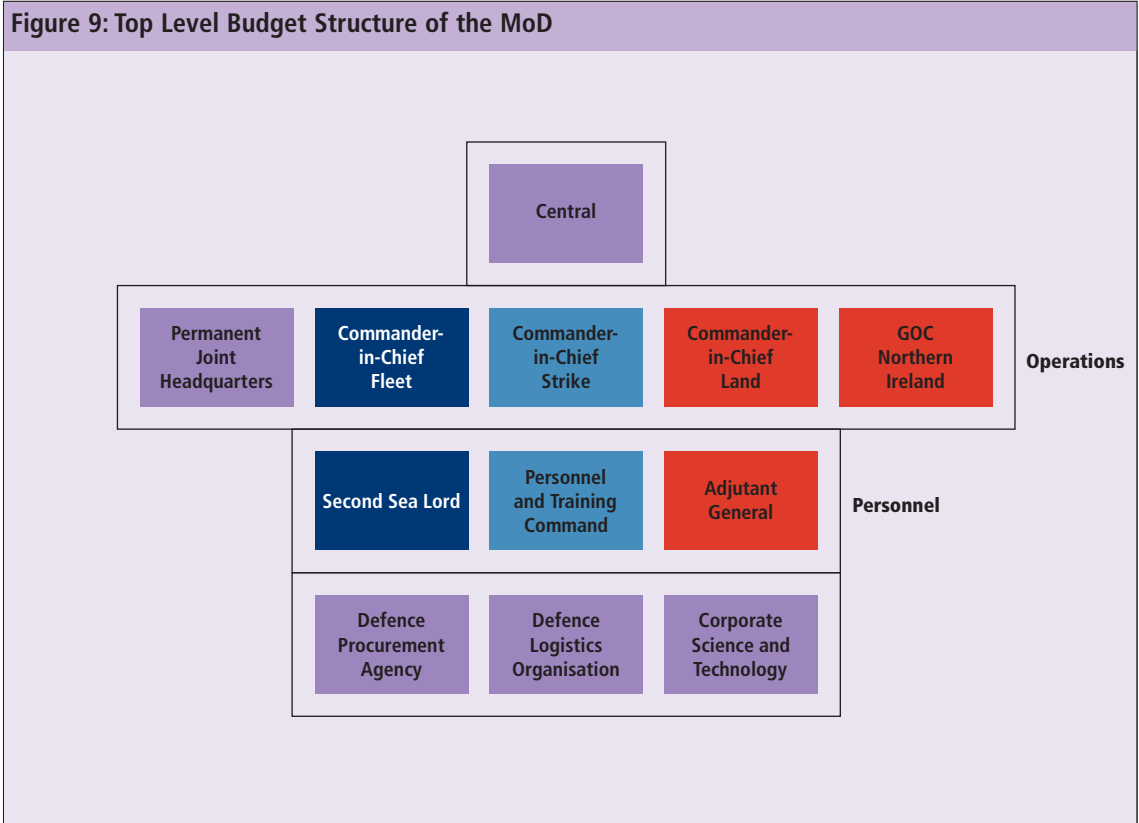 Figure 9: Top Level Budget Structure of the MoD
Central
Permanent
Joint
Headquarters
Commander-
in-Chief
Fleet
Commander-
in-Chief
Strike
Commander-
in-Chief
Land
GOC
Northern
Ireland
Operations
Second Sea Lord
Personnel
and Training
Command
Adjutant
General
Personnel
Defence
Procurement
Agency
Defence
Logistics
Organisation
Corporate
Science and
Technology